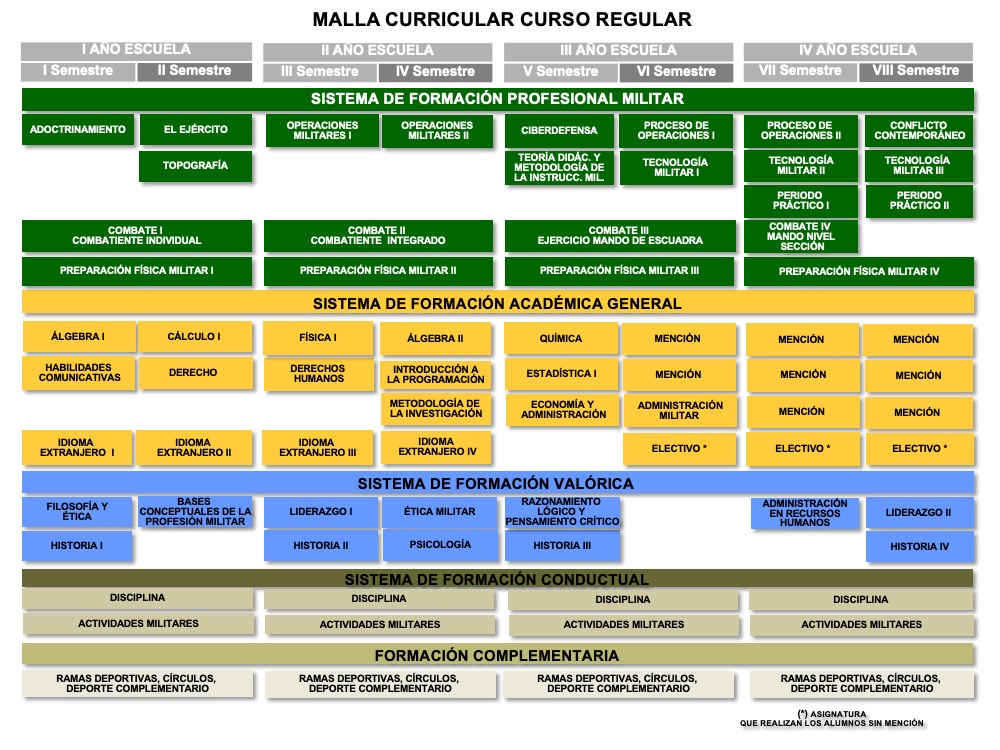 MALLA CURRICULAR CURSO REGULAR
I AÑO ESCUELA
II AÑO ESCUELA
III AÑO ESCUELA
IV AÑO ESCUELA
I Semestre
II Semestre
III Semestre
IV Semestre
V Semestre
VI Semestre
VII Semestre
VIII Semestre
SISTEMA DE FORMACIÓN PROFESIONAL MILITAR
ADOCTRINAMIENTO
EL EJÉRCITO
OPERACIONES
MILITARES I
OPERACIONES
MILITARES II
CIBERDEFENSA
PROCESO DE
OPERACIONES I
PROCESO DE
OPERACIONES II
CONFLICTO
CONTEMPORÁNEO
TOPOGRAFÍA
TEORÍA DIDÁC. Y
METODOLOGÍA DE
LA INSTRUCC. MIL.
TECNOLOGÍA
MILITAR I
TECNOLOGÍA
MILITAR II
TECNOLOGÍA
MILITAR III
PERIODO
PRÁCTICO I
PERIODO
PRÁCTICO II
COMBATE I
COMBATIENTE INDIVIDUAL
COMBATE II
COMBATIENTE INTEGRADO
COMBATE III
EJERCICIO MANDO DE ESCUADRA
COMBATE IV
MANDO NIVEL
SECCIÓN
PREPARACIÓN FÍSICA MILITAR I
PREPARACIÓN FÍSICA MILITAR II
PREPARACIÓN FÍSICA MILITAR III
PREPARACIÓN FÍSICA MILITAR IV
SISTEMA DE FORMACIÓN ACADÉMICA GENERAL
ÁLGEBRA I
CÁLCULO I
FÍSICA I
ÁLGEBRA II
QUÍMICA
MENCIÓN
MENCIÓN
MENCIÓN
HABILIDADES
COMUNICATIVAS
DERECHO
DERECHOS
HUMANOS
INTRODUCCIÓN A
LA PROGRAMACIÓN
ESTADÍSTICA I
MENCIÓN
MENCIÓN
MENCIÓN
METODOLOGÍA DE
LA INVESTIGACIÓN
ECONOMÍA Y
ADMINISTRACIÓN
ADMINISTRACIÓN
MILITAR
MENCIÓN
MENCIÓN
IDIOMA
EXTRANJERO I
IDIOMA
EXTRANJERO II
IDIOMA
EXTRANJERO III
IDIOMA
EXTRANJERO IV
ELECTIVO *
ELECTIVO *
ELECTIVO *
SISTEMA DE FORMACIÓN VALÓRICA
FILOSOFÍA Y
ÉTICA
BASES
CONCEPTUALES DE LA
PROFESIÓN MILITAR
LIDERAZGO I
ÉTICA MILITAR
RAZONAMIENTO
LÓGICO Y
PENSAMIENTO CRÍTICO
ADMINISTRACIÓN
EN RECURSOS
HUMANOS
LIDERAZGO II
HISTORIA I
HISTORIA II
PSICOLOGÍA
HISTORIA III
HISTORIA IV
SISTEMA DE FORMACIÓN CONDUCTUAL
DISCIPLINA
DISCIPLINA
DISCIPLINA
DISCIPLINA
ACTIVIDADES MILITARES
ACTIVIDADES MILITARES
ACTIVIDADES MILITARES
ACTIVIDADES MILITARES
FORMACIÓN COMPLEMENTARIA
RAMAS DEPORTIVAS, CÍRCULOS,
DEPORTE COMPLEMENTARIO
RAMAS DEPORTIVAS, CÍRCULOS,
DEPORTE COMPLEMENTARIO
RAMAS DEPORTIVAS, CÍRCULOS,
DEPORTE COMPLEMENTARIO
RAMAS DEPORTIVAS, CÍRCULOS,
DEPORTE COMPLEMENTARIO
(*) ASIGNATURA
QUE REALIZAN LOS ALUMNOS SIN MENCIÓN